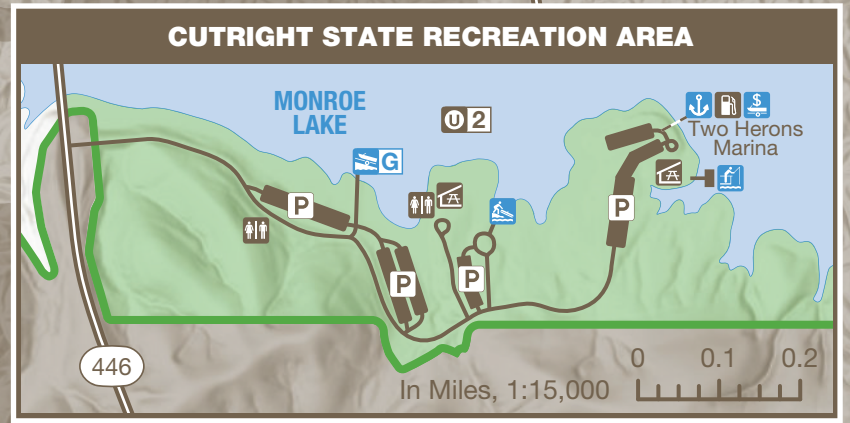 CUTRIGHT STATE RECREATION AREA
MONROE
LAKE
U 2
$
Two Herons
Marina
G
P
P
P
P
446
0 0.1 0.2
In Miles, 1:15,000